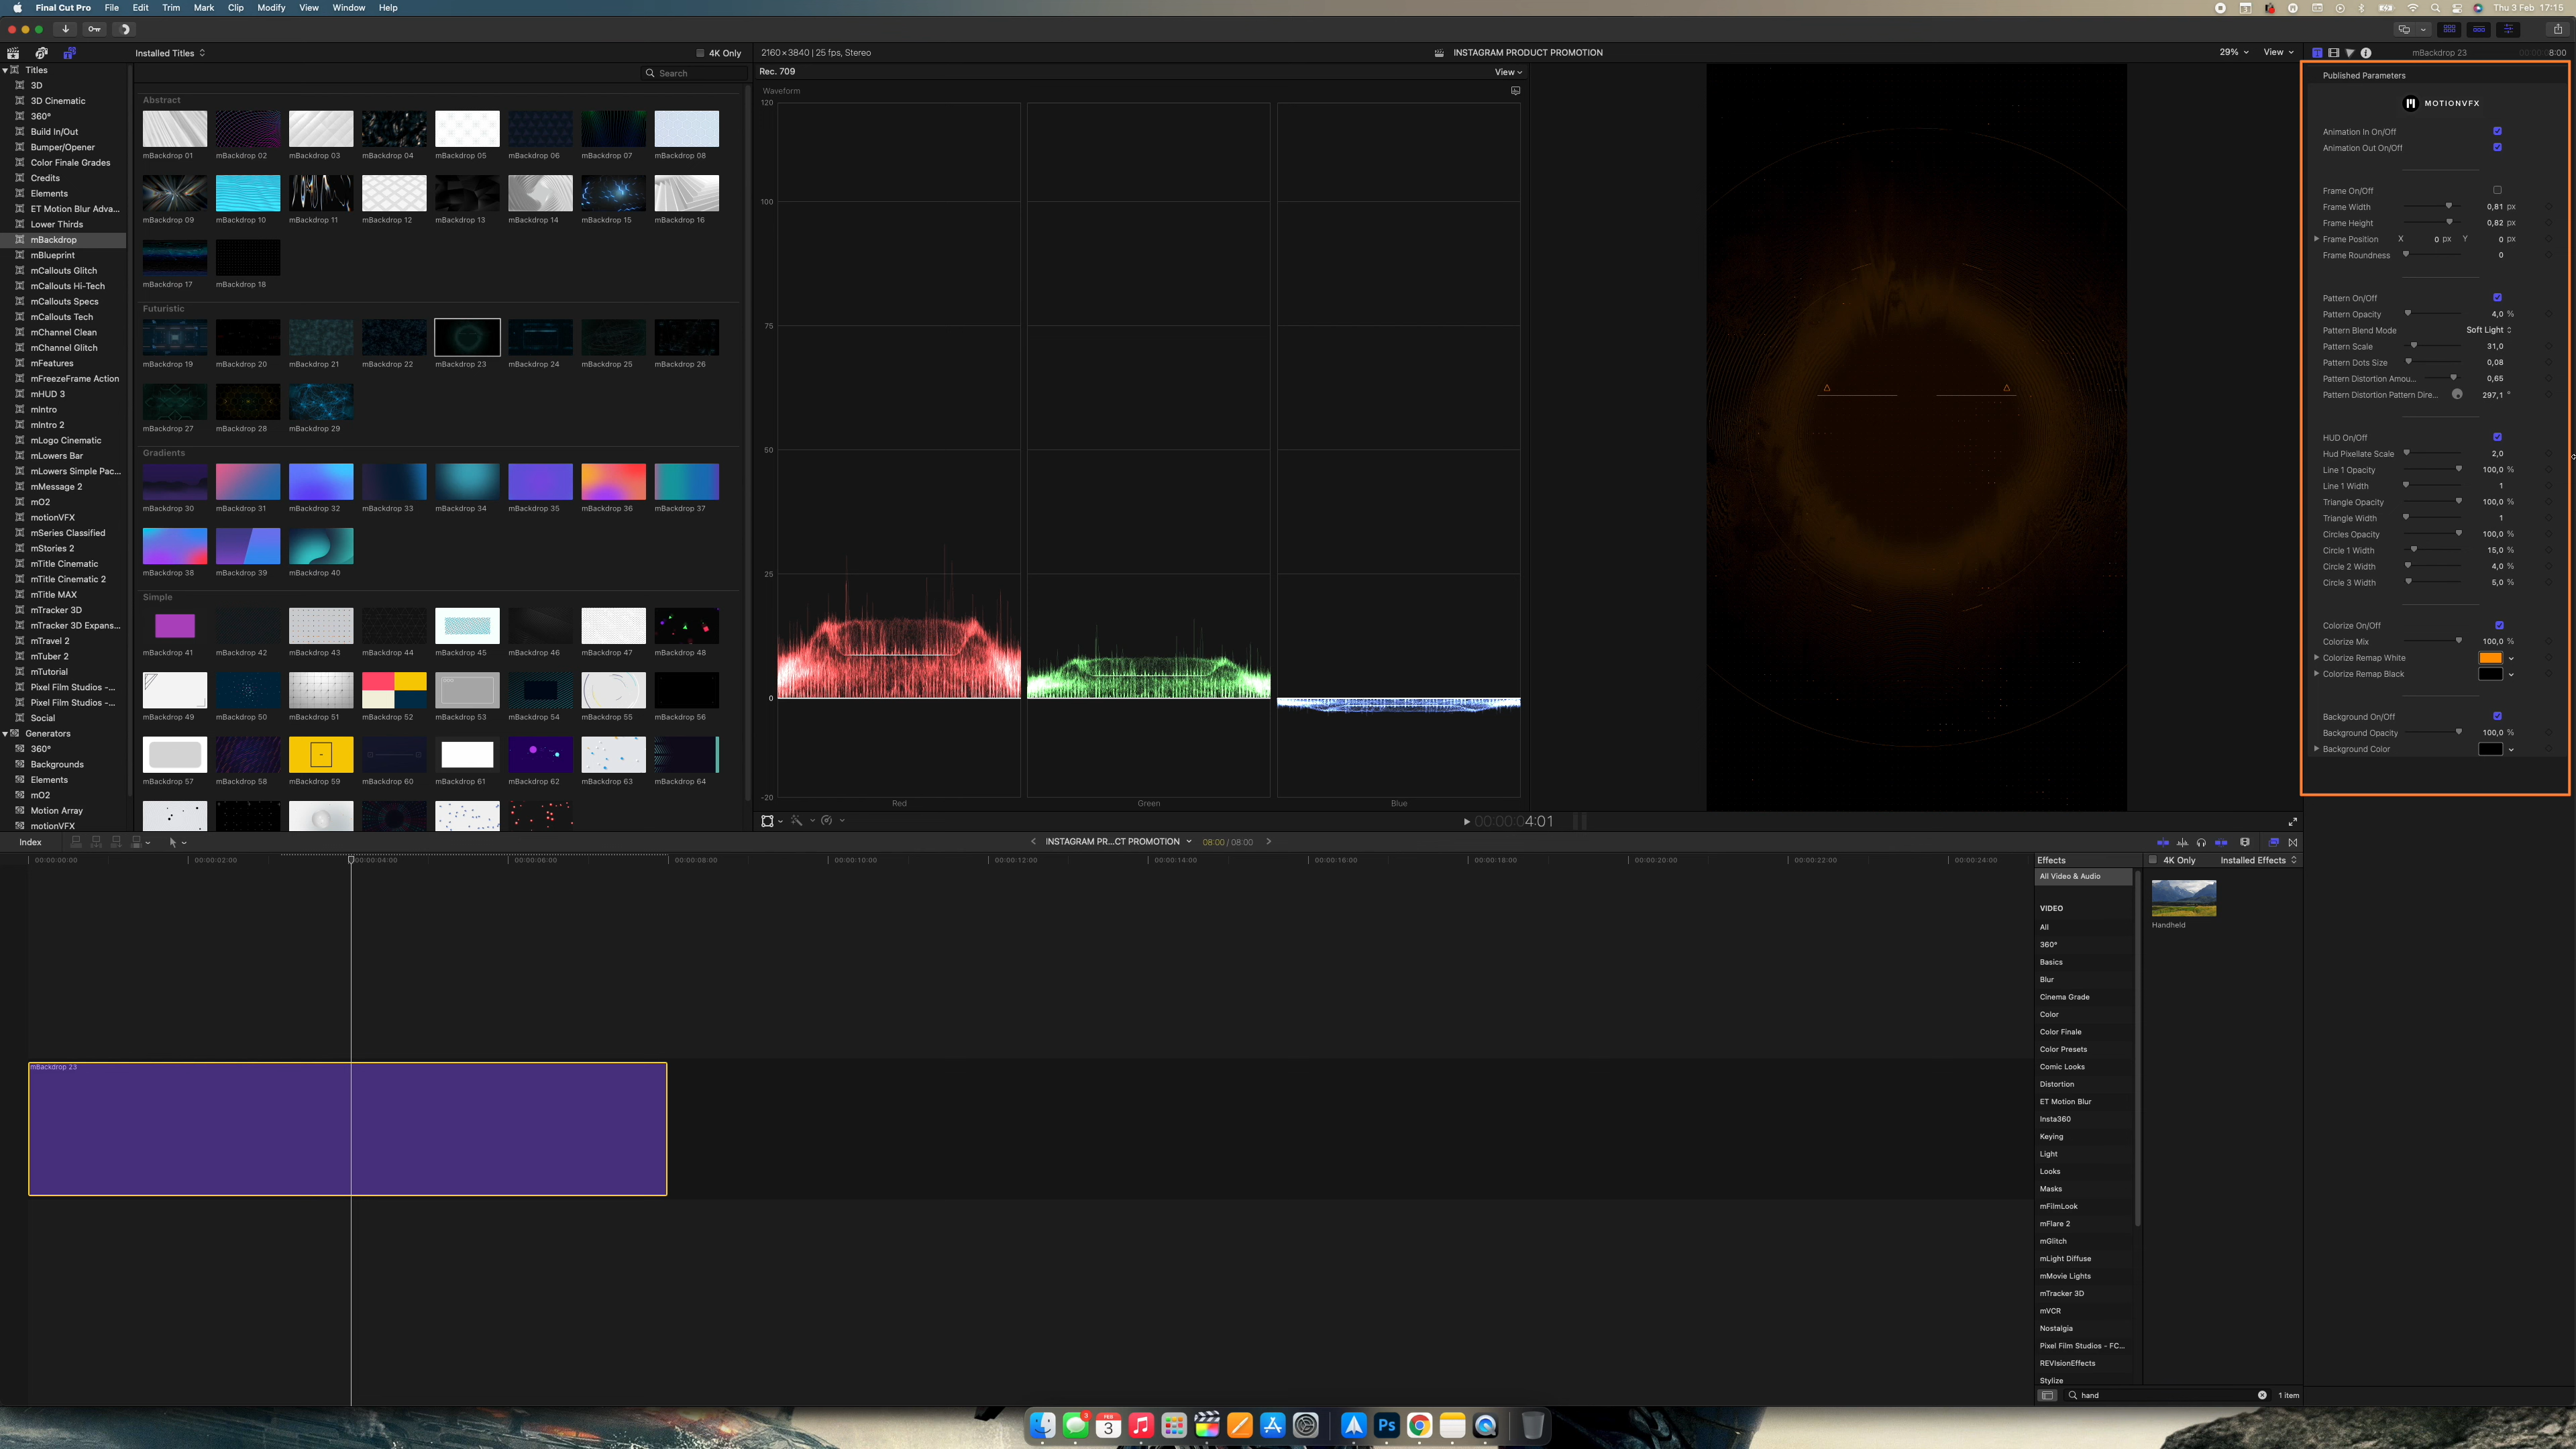 Final Cut Pro File Edit Trim Mark Clip Modify View Window Help Thu 3 Feb 17:15
Installed Titles 4K Only
2160×3840 | 25 fps, Stereo INSTAGRAM PRODUCT PROMOTION 29% View
mBackdrop 23 8:00
Search
Titles
3D
3D Cinematic
360°
Build In/Out
Bumper/Opener
Color Finale Grades
Credits
Elements
ET Motion Blur Adva...
Lower Thirds
mBackdrop
mBlueprint
mCallouts Glitch
mCallouts Hi-Tech
mCallouts Specs
mCallouts Tech
mChannel Clean
mChannel Glitch
mFeatures
mFreezeFrame Action
mHUD 3
mIntro
mIntro 2
mLogo Cinematic
mLowers Bar
mLowers Simple Pac...
mMessage 2
mO2
motionVFX
mSeries Classified
mStories 2
mTitle Cinematic
mTitle Cinematic 2
mTitle MAX
mTracker 3D
mTracker 3D Expans...
mTravel 2
mTuber 2
mTutorial
Pixel Film Studios -...
Pixel Film Studios -...
Social
Generators
360°
Backgrounds
Elements
mO2
Motion Array
motionVFX
Abstract
mBackdrop 01 mBackdrop 02 mBackdrop 03 mBackdrop 04 mBackdrop 05 mBackdrop 06 mBackdrop 07 mBackdrop 08
mBackdrop 09 mBackdrop 10 mBackdrop 11 mBackdrop 12 mBackdrop 13 mBackdrop 14 mBackdrop 15 mBackdrop 16
mBackdrop 17 mBackdrop 18
Futuristic
mBackdrop 19 mBackdrop 20 mBackdrop 21 mBackdrop 22 mBackdrop 23 mBackdrop 24 mBackdrop 25 mBackdrop 26
mBackdrop 27 mBackdrop 28 mBackdrop 29
Gradients
mBackdrop 30 mBackdrop 31 mBackdrop 32 mBackdrop 33 mBackdrop 34 mBackdrop 35 mBackdrop 36 mBackdrop 37
mBackdrop 38 mBackdrop 39 mBackdrop 40
Simple
mBackdrop 41 mBackdrop 42 mBackdrop 43 mBackdrop 44 mBackdrop 45 mBackdrop 46 mBackdrop 47 mBackdrop 48
mBackdrop 49 mBackdrop 50 mBackdrop 51 mBackdrop 52 mBackdrop 53 mBackdrop 54 mBackdrop 55 mBackdrop 56
mBackdrop 57 mBackdrop 58 mBackdrop 59 mBackdrop 60 mBackdrop 61 mBackdrop 62 mBackdrop 63 mBackdrop 64
Rec. 709 View
Waveform
120
100
75
50
25
0
-20
Red Green Blue
00:00:04:01
Published Parameters
MOTIONVFX
Animation In On/Off
Animation Out On/Off
Frame On/Off
Frame Width 0,81 px
Frame Height 0,82 px
Frame Position X 0 px Y 0 px
Frame Roundness 0
Pattern On/Off
Pattern Opacity 4,0 %
Pattern Blend Mode Soft Light
Pattern Scale 31,0
Pattern Dots Size 0,08
Pattern Distortion Amou... 0,65
Pattern Distortion Pattern Dire... 297,1 °
HUD On/Off
Hud Pixellate Scale 2,0
Line 1 Opacity 100,0 %
Line 1 Width 1
Triangle Opacity 100,0 %
Triangle Width 1
Circles Opacity 100,0 %
Circle 1 Width 15,0 %
Circle 2 Width 4,0 %
Circle 3 Width 5,0 %
Colorize On/Off
Colorize Mix 100,0 %
Colorize Remap White
Colorize Remap Black
Background On/Off
Background Opacity 100,0 %
Background Color
Index INSTAGRAM PR...CT PROMOTION 08:00 / 08:00
00:00:00:00 00:00:02:00 00:00:04:00 00:00:06:00 00:00:08:00 00:00:10:00 00:00:12:00 00:00:14:00 00:00:16:00 00:00:18:00 00:00:20:00 00:00:22:00 00:00:24:00
mBackdrop 23
Effects 4K Only Installed Effects
All Video & Audio
VIDEO
All
360°
Basics
Blur
Cinema Grade
Color
Color Finale
Color Presets
Comic Looks
Distortion
ET Motion Blur
Insta360
Keying
Light
Looks
Masks
mFilmLook
mFlare 2
mGlitch
mLight Diffuse
mMovie Lights
mTracker 3D
mVCR
Nostalgia
Pixel Film Studios - FC...
REVisionEffects
Stylize
Handheld
hand 1 item
3
FEB
3
Ps